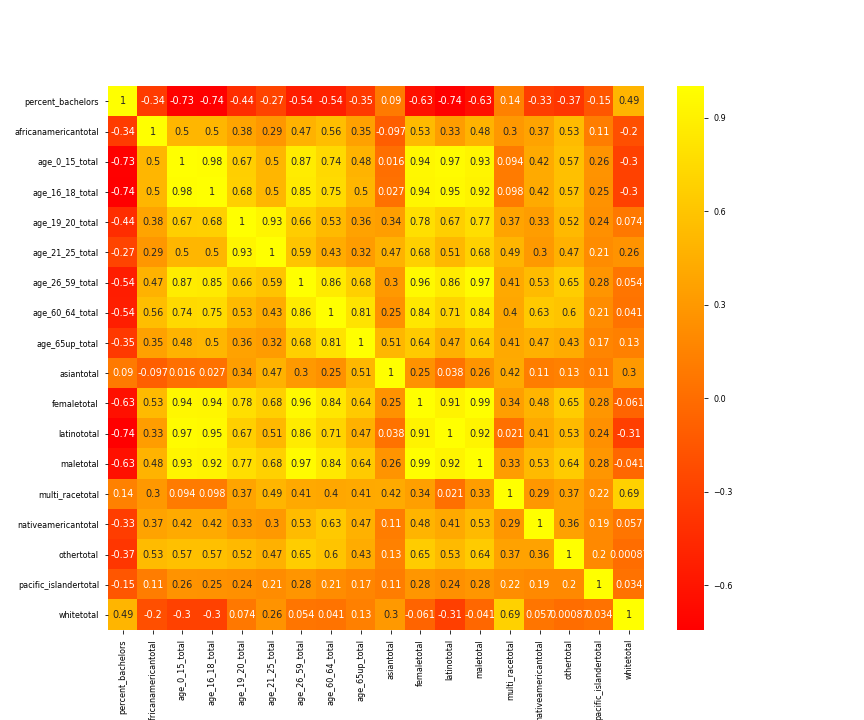 percent_bachelors 1 -0.34 -0.73 -0.74 -0.44 -0.27 -0.54 -0.54 -0.35 0.09 -0.63 -0.74 -0.63 0.14 -0.33 -0.37 -0.15 0.49
africanamericantotal -0.34 1 0.5 0.5 0.38 0.29 0.47 0.56 0.35 -0.097 0.53 0.33 0.48 0.3 0.37 0.53 0.11 -0.2
age_0_15_total -0.73 0.5 1 0.98 0.67 0.5 0.87 0.74 0.48 0.016 0.94 0.97 0.93 0.094 0.42 0.57 0.26 -0.3
age_16_18_total -0.74 0.5 0.98 1 0.68 0.5 0.85 0.75 0.5 0.027 0.94 0.95 0.92 0.098 0.42 0.57 0.25 -0.3
age_19_20_total -0.44 0.38 0.67 0.68 1 0.93 0.66 0.53 0.36 0.34 0.78 0.67 0.77 0.37 0.33 0.52 0.24 0.074
age_21_25_total -0.27 0.29 0.5 0.5 0.93 1 0.59 0.43 0.32 0.47 0.68 0.51 0.68 0.49 0.3 0.47 0.21 0.26
age_26_59_total -0.54 0.47 0.87 0.85 0.66 0.59 1 0.86 0.68 0.3 0.96 0.86 0.97 0.41 0.53 0.65 0.28 0.054
age_60_64_total -0.54 0.56 0.74 0.75 0.53 0.43 0.86 1 0.81 0.25 0.84 0.71 0.84 0.4 0.63 0.6 0.21 0.041
age_65up_total -0.35 0.35 0.48 0.5 0.36 0.32 0.68 0.81 1 0.51 0.64 0.47 0.64 0.41 0.47 0.43 0.17 0.13
asiantotal 0.09 -0.097 0.016 0.027 0.34 0.47 0.3 0.25 0.51 1 0.25 0.038 0.26 0.42 0.11 0.13 0.11 0.3
femaletotal -0.63 0.53 0.94 0.94 0.78 0.68 0.96 0.84 0.64 0.25 1 0.91 0.99 0.34 0.48 0.65 0.28 -0.061
latinototal -0.74 0.33 0.97 0.95 0.67 0.51 0.86 0.71 0.47 0.038 0.91 1 0.92 0.021 0.41 0.53 0.24 -0.31
maletotal -0.63 0.48 0.93 0.92 0.77 0.68 0.97 0.84 0.64 0.26 0.99 0.92 1 0.33 0.53 0.64 0.28 -0.041
multi_racetotal 0.14 0.3 0.094 0.098 0.37 0.49 0.41 0.4 0.41 0.42 0.34 0.021 0.33 1 0.29 0.37 0.22 0.69
nativeamericantotal -0.33 0.37 0.42 0.42 0.33 0.3 0.53 0.63 0.47 0.11 0.48 0.41 0.53 0.29 1 0.36 0.19 0.057
othertotal -0.37 0.53 0.57 0.57 0.52 0.47 0.65 0.6 0.43 0.13 0.65 0.53 0.64 0.37 0.36 1 0.2 0.00087
pacific_islandertotal -0.15 0.11 0.26 0.25 0.24 0.21 0.28 0.21 0.17 0.11 0.28 0.24 0.28 0.22 0.19 0.2 1 0.034
whitetotal 0.49 -0.2 -0.3 -0.3 0.074 0.26 0.054 0.041 0.13 0.3 -0.061 -0.31 -0.041 0.69 0.057 0.00087 0.034 1
percent_bachelors
africanamericantotal
age_0_15_total
age_16_18_total
age_19_20_total
age_21_25_total
age_26_59_total
age_60_64_total
age_65up_total
asiantotal
femaletotal
latinototal
maletotal
multi_racetotal
nativeamericantotal
othertotal
pacific_islandertotal
whitetotal
0.9
0.6
0.3
0.0
−0.3
−0.6